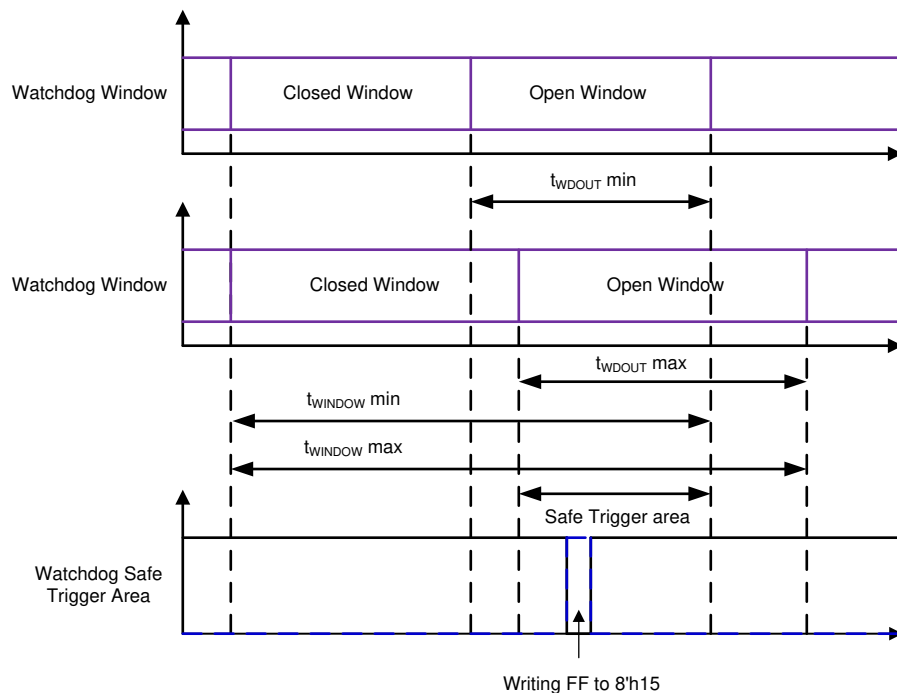 Watchdog Window
Closed Window
Open Window
tWDOUT min
Watchdog Window
Closed Window
Open Window
tWDOUT max
tWINDOW min
tWINDOW max
Safe Trigger area
Watchdog Safe
Trigger Area
Writing FF to 8'h15